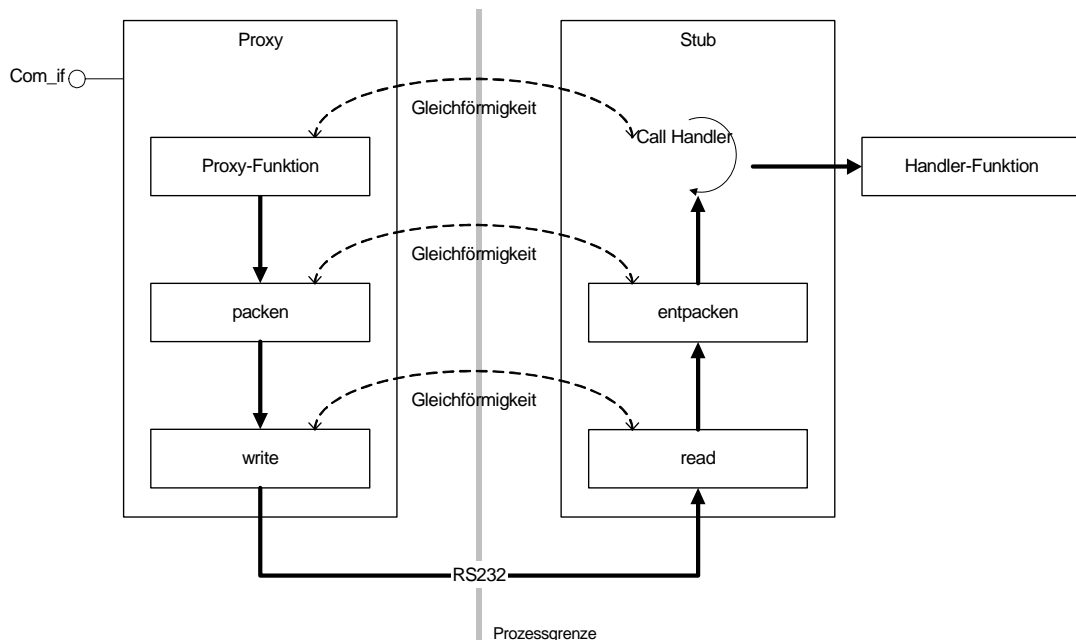 Proxy
Stub
Com_if
Gleichförmigkeit
Call Handler
Proxy-Funktion
Handler-Funktion
Gleichförmigkeit
packen
entpacken
Gleichförmigkeit
write
read
RS232
Prozessgrenze